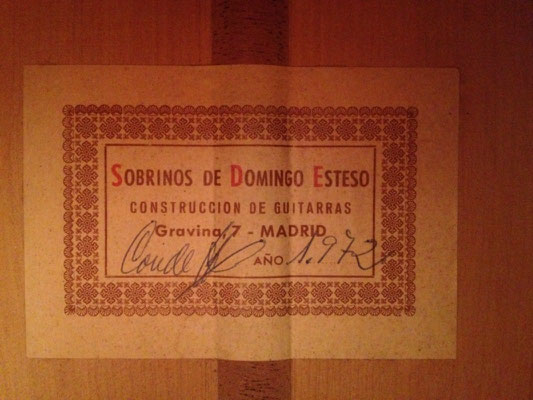 SOBRINOS DE DOMINGO ESTESO
CONSTRUCCION DE GUITARRAS
Gravina, 7 - MADRID
Conde AÑO 1.972